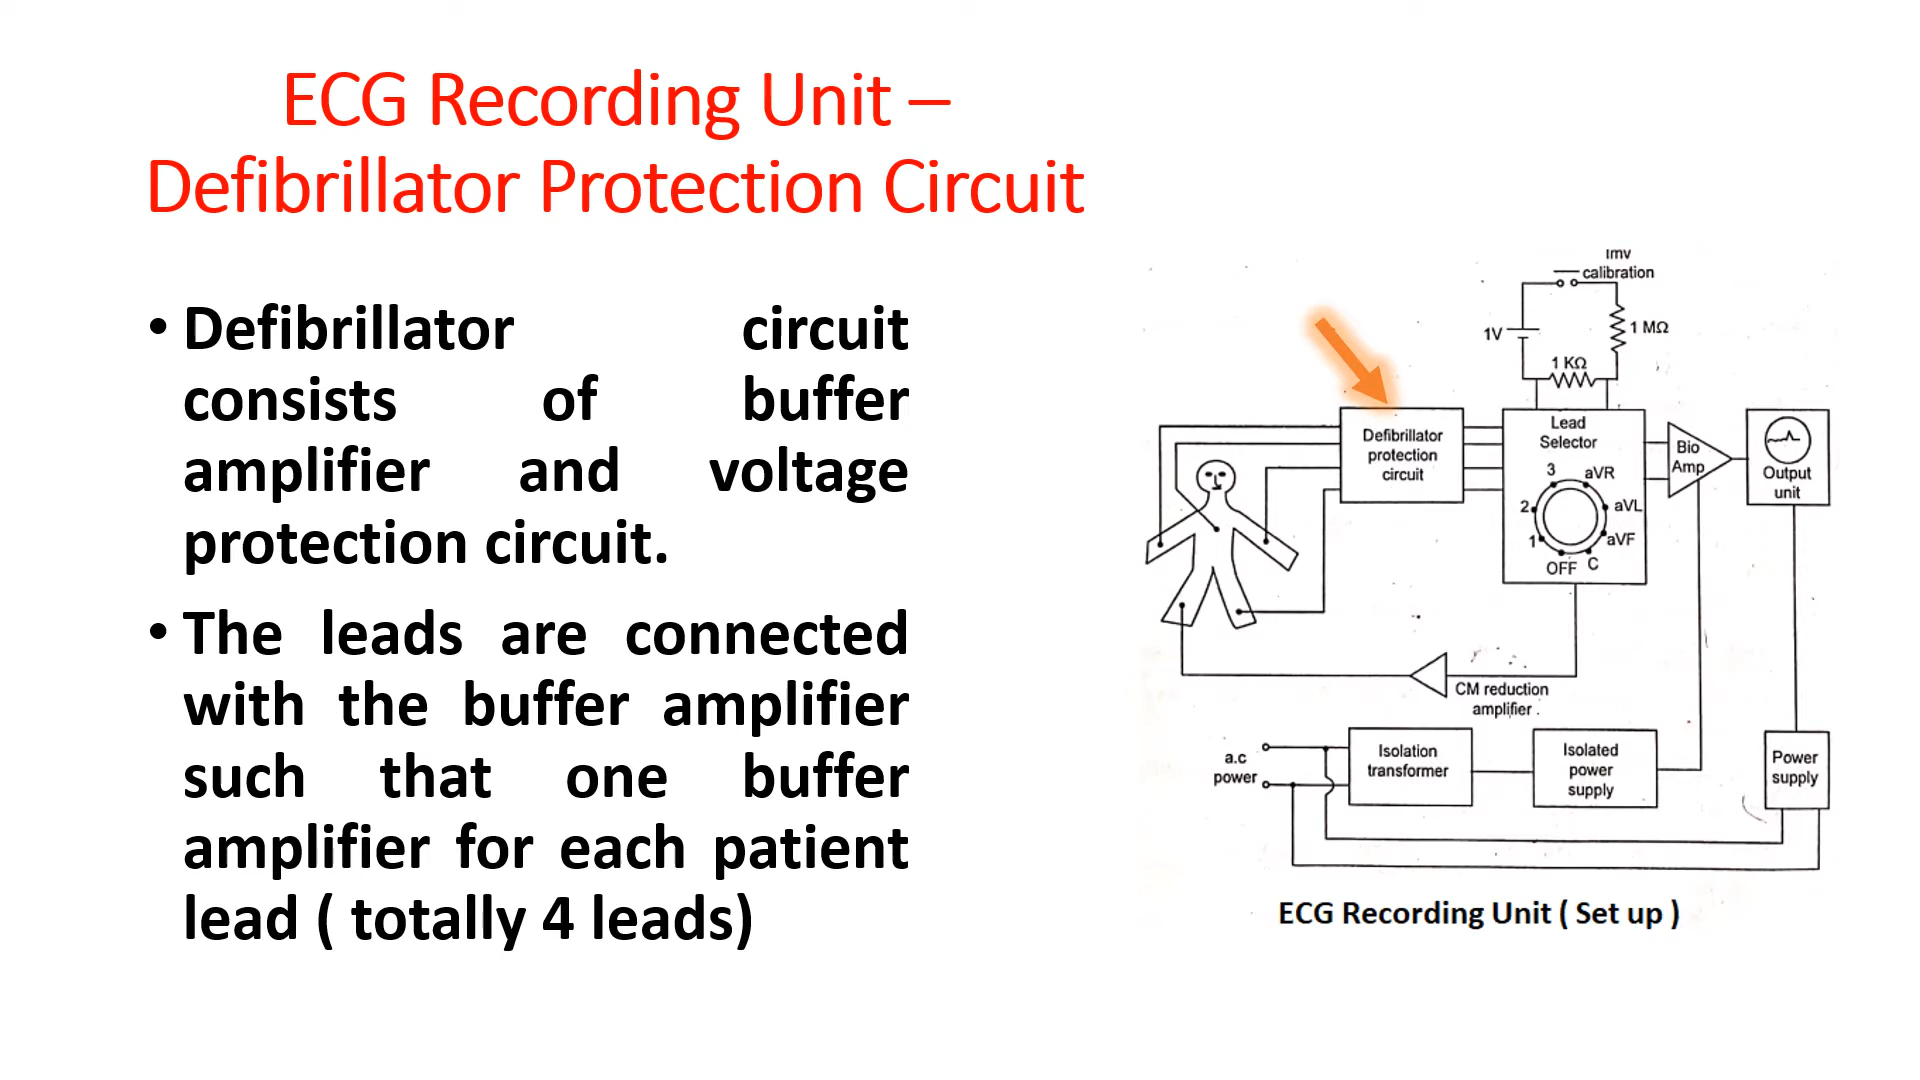 ECG Recording Unit –
Defibrillator Protection Circuit
• Defibrillator circuit
consists of buffer
amplifier and voltage
protection circuit.
• The leads are connected
with the buffer amplifier
such that one buffer
amplifier for each patient
lead ( totally 4 leads)
1mv
calibration
1V
1 MΩ
1 KΩ
Defibrillator
protection
circuit
Lead
Selector
3
aVR
2
aVL
1
aVF
OFF
C
Bio
Amp
Output
unit
CM reduction
amplifier .
a.c
power
Isolation
transformer
Isolated
power
supply
Power
supply
ECG Recording Unit ( Set up )